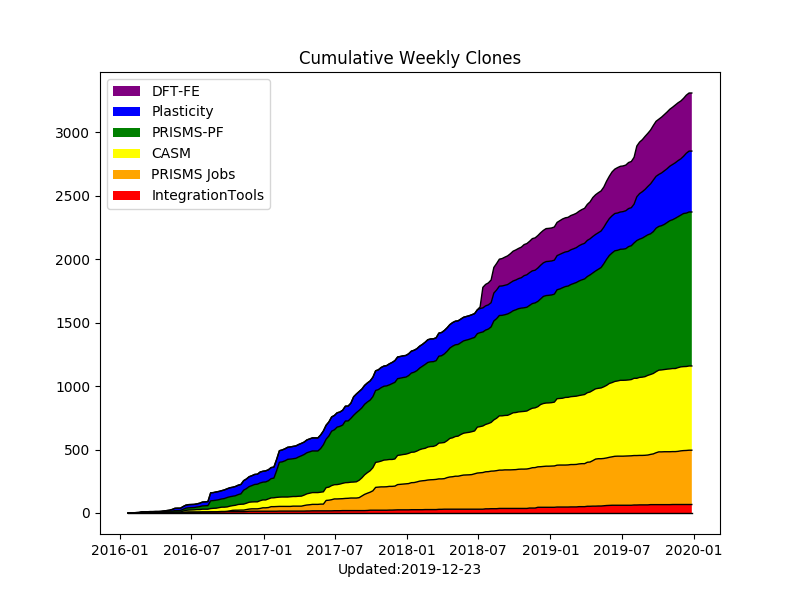 Cumulative Weekly Clones
DFT-FE
Plasticity
PRISMS-PF
CASM
PRISMS Jobs
IntegrationTools
3000
2500
2000
1500
1000
500
0
2016-01 2016-07 2017-01 2017-07 2018-01 2018-07 2019-01 2019-07 2020-01
Updated:2019-12-23